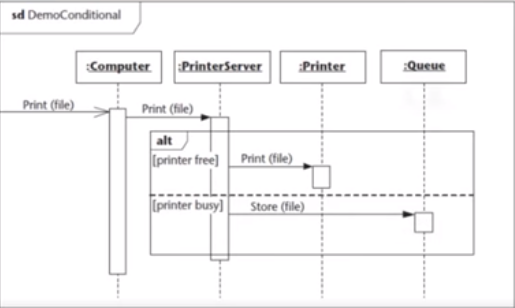 sd DemoConditional
:Computer
:PrinterServer
:Printer
:Queue
Print (file)
Print (file)
alt
[printer free]
Print (file)
[printer busy]
Store (file)